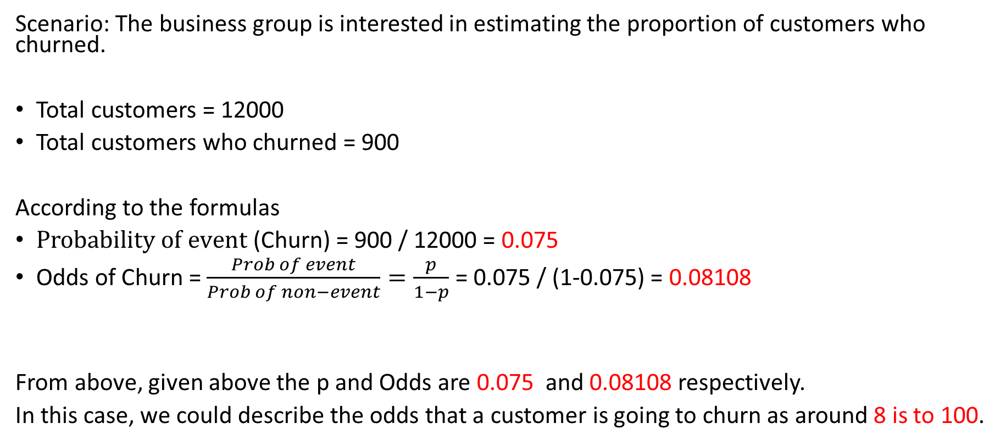 Scenario: The business group is interested in estimating the proportion of customers who
churned.
• Total customers = 12000
• Total customers who churned = 900
According to the formulas
• Probability of event (Churn) = 900 / 12000 = 0.075
• Odds of Churn = Prob of event / Prob of non−event = p / 1−p = 0.075 / (1-0.075) = 0.08108
From above, given above the p and Odds are 0.075 and 0.08108 respectively.
In this case, we could describe the odds that a customer is going to churn as around 8 is to 100.